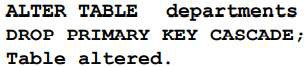 ALTER TABLE departments
DROP PRIMARY KEY CASCADE;
Table altered.